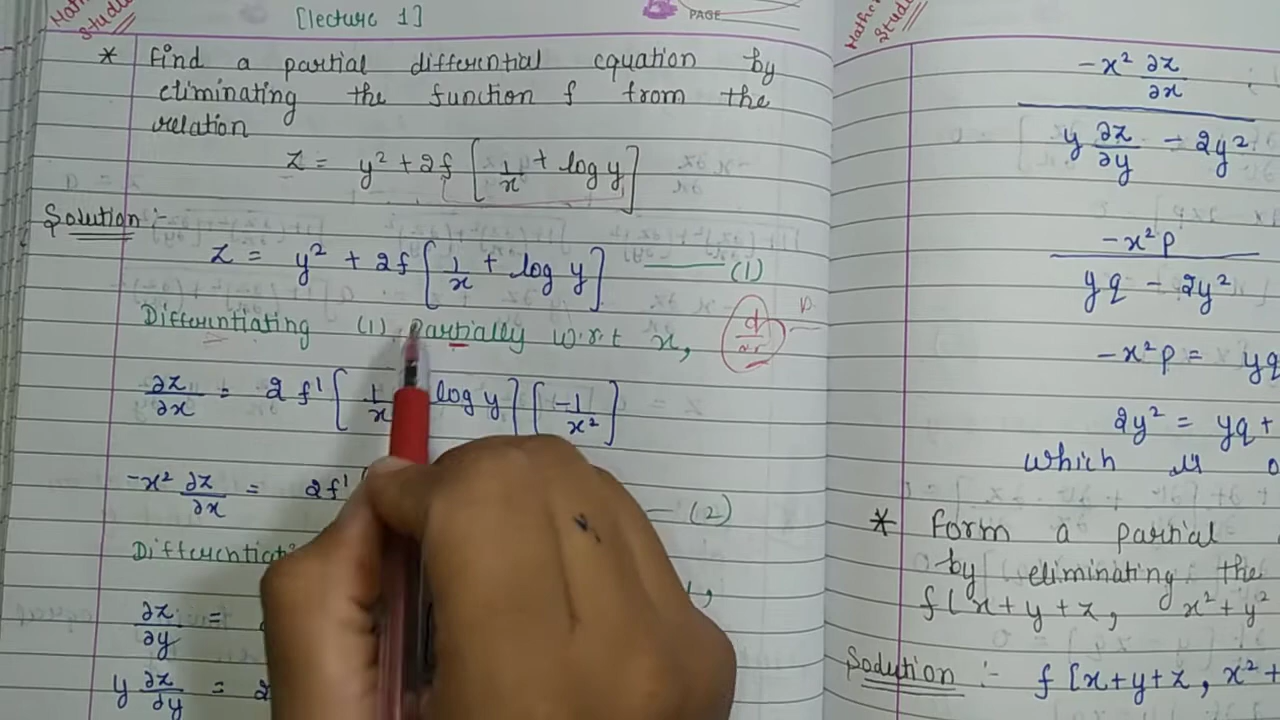 [lecture 1]
PAGE
* Find a partial differential equation by
eliminating the function f from the
relation
z = y² + 2f [1/x + log y]
Solution :-
z = y² + 2f [1/x + log y] —— (1)
Differentiating (1) partially w.r.t x,
∂z/∂x = 2 f' [1/x log y] [-1/x²]
-x² ∂z/∂x = 2f' — (2)
∂z/∂y =
y ∂z/∂y = 2
-x² ∂z/∂x
y ∂z/∂y - 2y²
-x²p
yq - 2y²
-x²p = yq
2y² = yq +
which is
* Form a partial
by eliminating the
f(x+y+z, x²+y²
Solution :- f[x+y+z, x²+